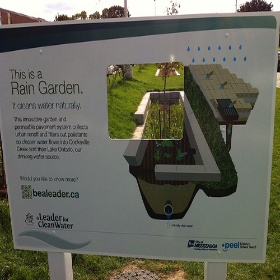 This is a
Rain Garden.
It cleans water naturally.
This innovative garden and
permeable pavement system collects
urban runoff and filters out pollutants
so cleaner water flows into Cooksville
Creek and then Lake Ontario, our
drinking water source.
Would you like to know more?
bealeader.ca
a Leader for
Clean Water
MISSISSAUGA
peel